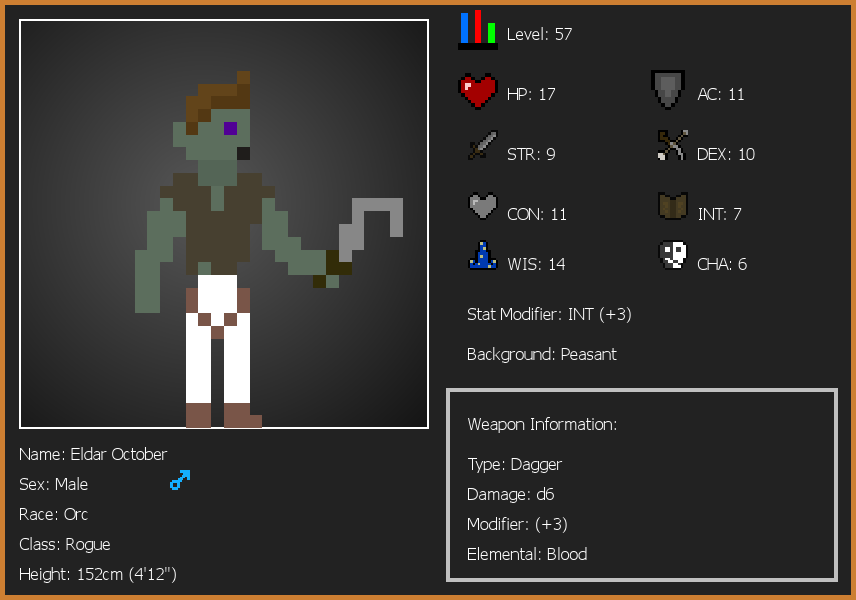 Level: 57
HP: 17
AC: 11
STR: 9
DEX: 10
CON: 11
INT: 7
WIS: 14
CHA: 6
Stat Modifier: INT (+3)
Background: Peasant
Weapon Information:
Type: Dagger
Damage: d6
Modifier: (+3)
Elemental: Blood
Name: Eldar October
Sex: Male
Race: Orc
Class: Rogue
Height: 152cm (4'12")